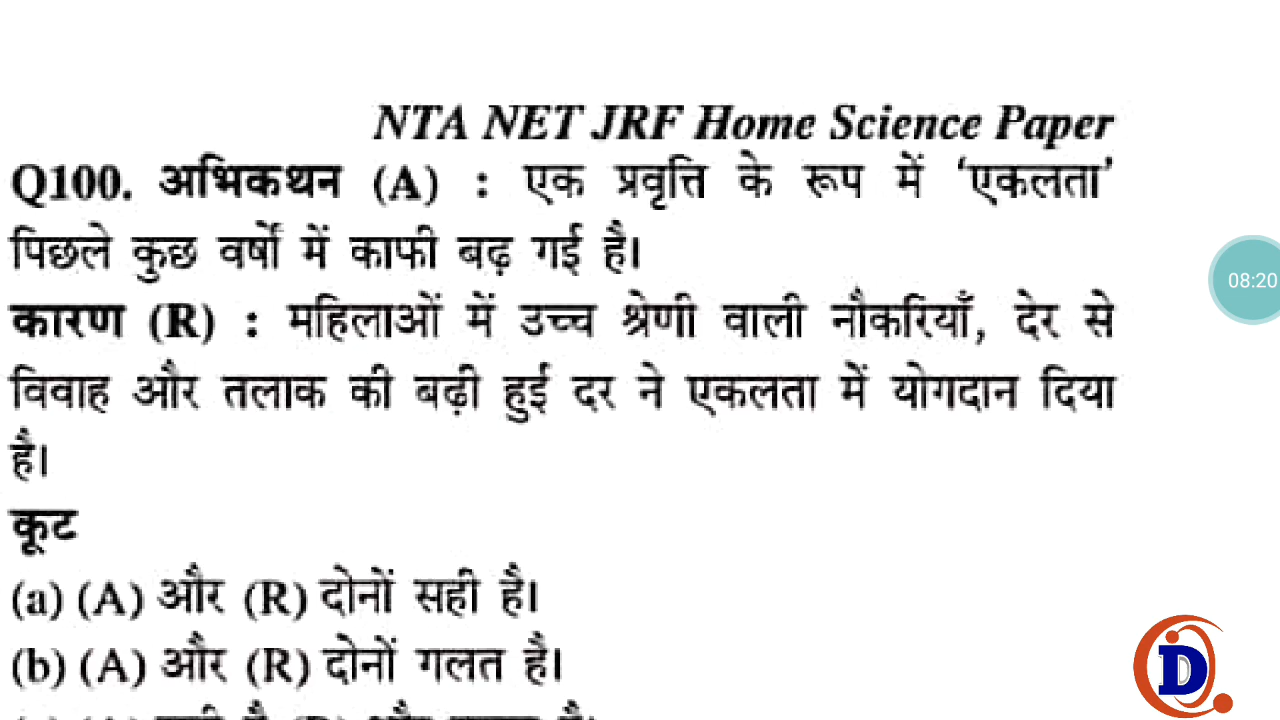 NTA NET JRF Home Science Paper
Q100. अभिकथन (A) : एक प्रवृत्ति के रूप में ‘एकलता’
पिछले कुछ वर्षों में काफी बढ़ गई है।
कारण (R) : महिलाओं में उच्च श्रेणी वाली नौकरियाँ, देर से
विवाह और तलाक की बढ़ी हुई दर ने एकलता में योगदान दिया
है।
कूट
(a) (A) और (R) दोनों सही है।
(b) (A) और (R) दोनों गलत है।
08:20
D